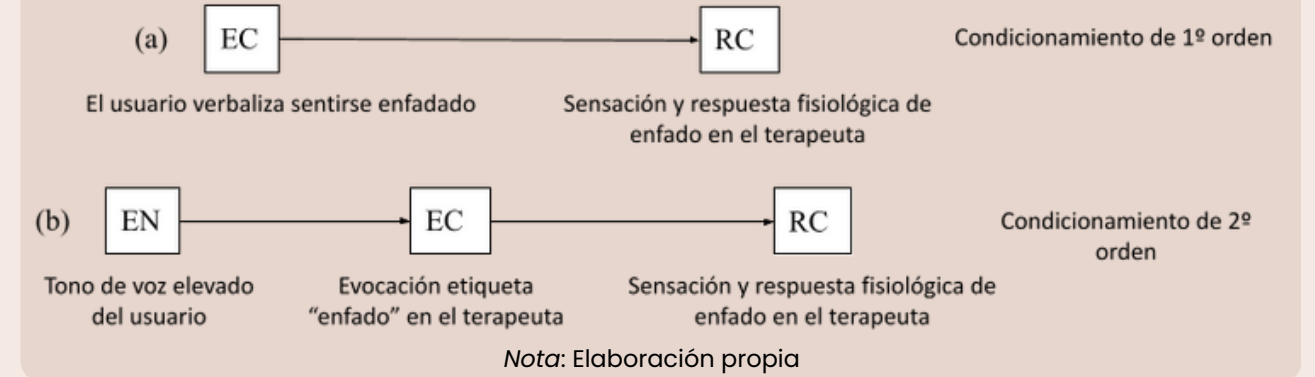 (a) EC RC Condicionamiento de 1º orden
El usuario verbaliza sentirse enfadado
Sensación y respuesta fisiológica de
enfado en el terapeuta
(b) EN EC RC
Condicionamiento de 2º
orden
Tono de voz elevado
del usuario
Evocación etiqueta
“enfado” en el terapeuta
Sensación y respuesta fisiológica de
enfado en el terapeuta
Nota: Elaboración propia